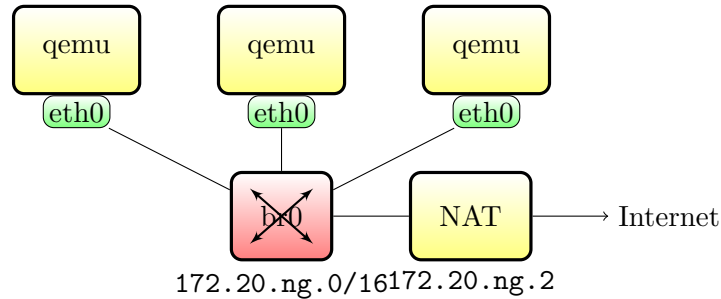 qemu qemu qemu
eth0 eth0 eth0
br0 NAT Internet
172.20.ng.0/16 172.20.ng.2